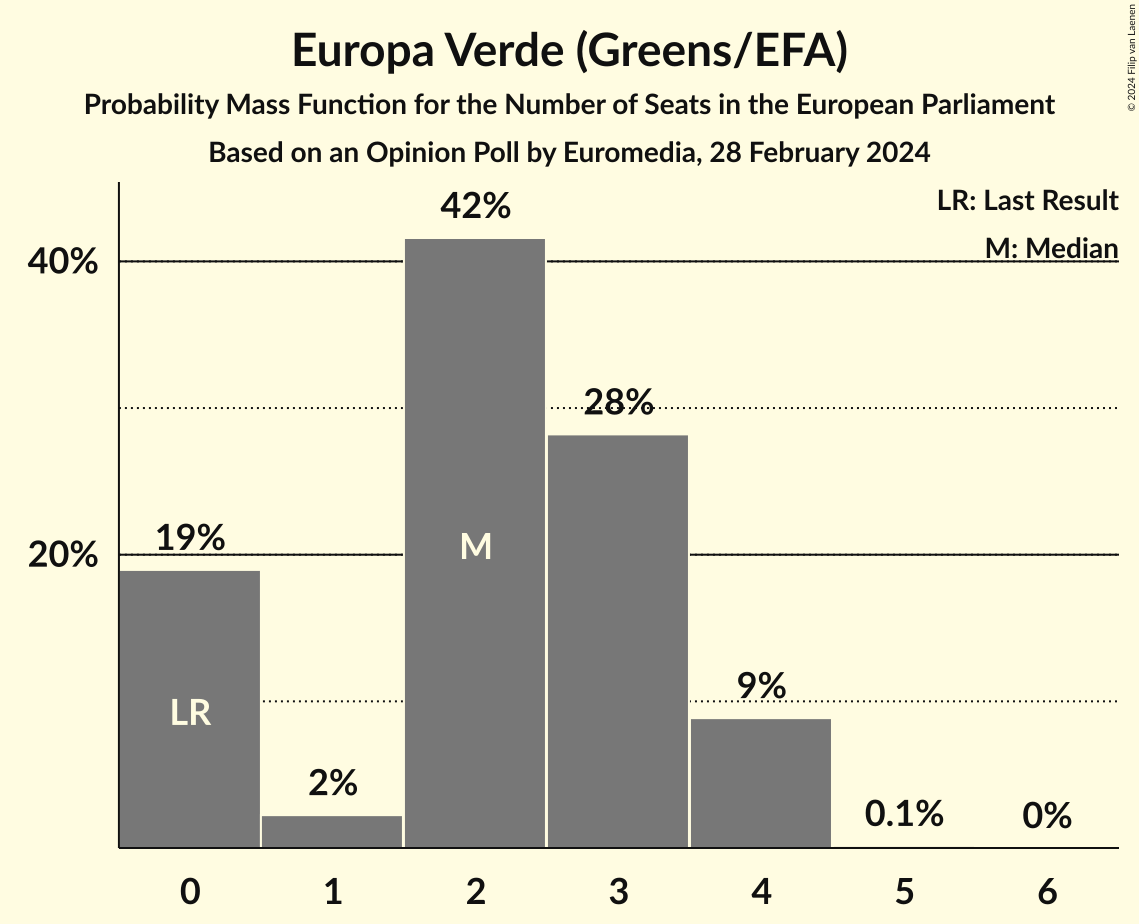 Europa Verde (Greens/EFA)
Probability Mass Function for the Number of Seats in the European Parliament
Based on an Opinion Poll by Euromedia, 28 February 2024
© 2024 Filip van Laenen
LR: Last Result
M: Median
42%
40%
28%
19%
20%
M
LR
9%
2%
0.1%
0%
0 1 2 3 4 5 6